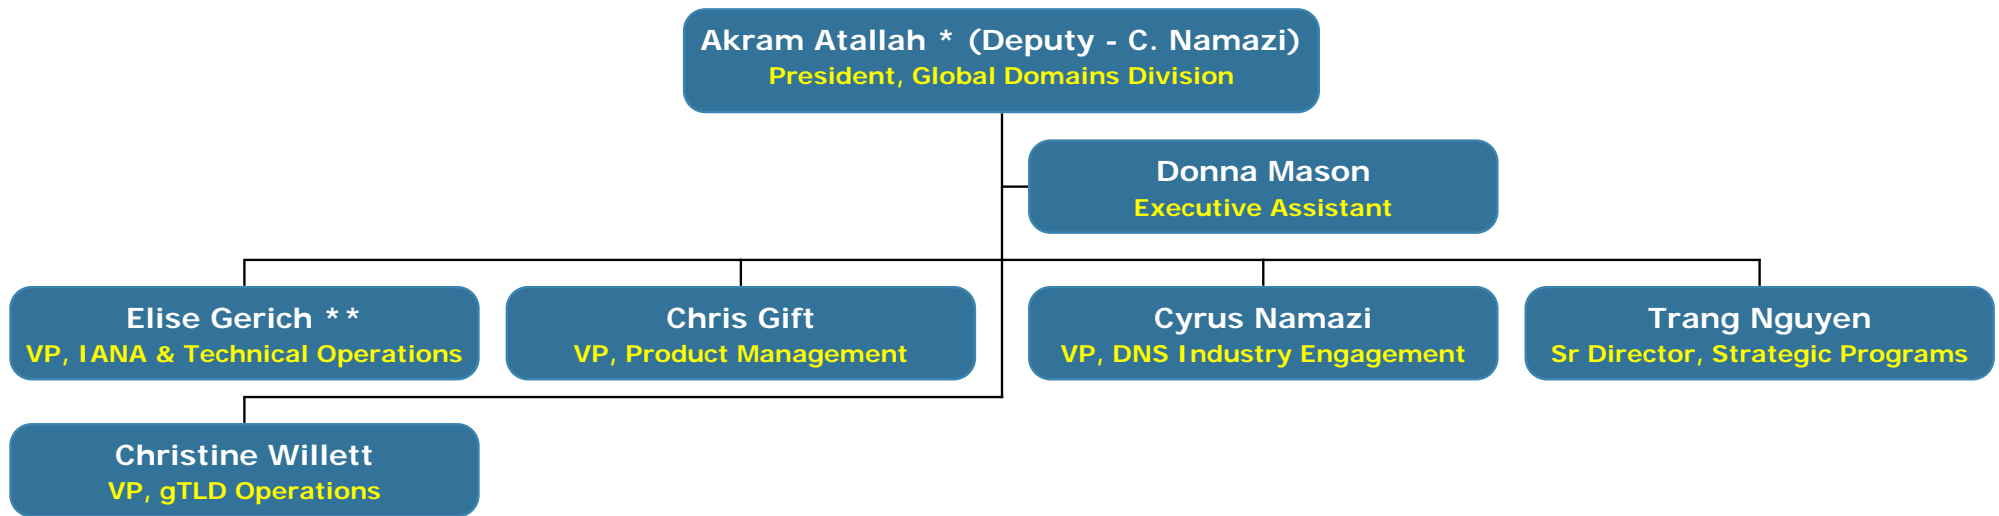 Akram Atallah * (Deputy - C. Namazi)
President, Global Domains Division
Donna Mason
Executive Assistant
Elise Gerich **
VP, IANA & Technical Operations
Chris Gift
VP, Product Management
Cyrus Namazi
VP, DNS Industry Engagement
Trang Nguyen
Sr Director, Strategic Programs
Christine Willett
VP, gTLD Operations